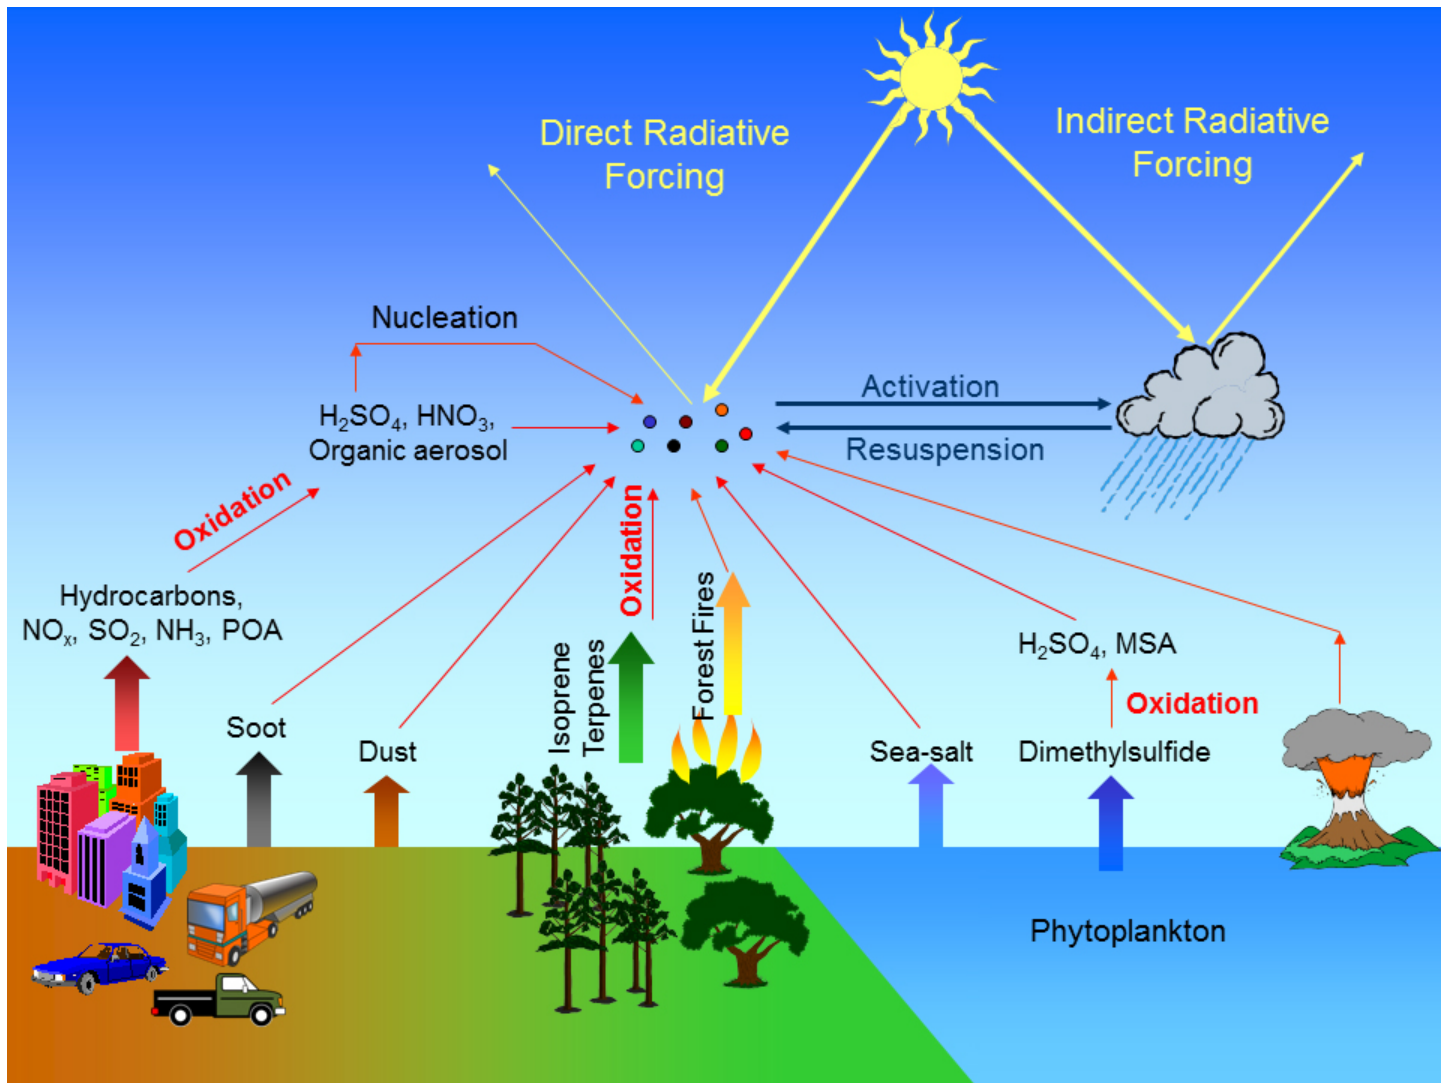 Direct Radiative
Forcing
Indirect Radiative
Forcing
Nucleation
H₂SO₄, HNO₃,
Organic aerosol
Activation
Resuspension
Oxidation
Oxidation
Hydrocarbons,
NOₓ, SO₂, NH₃, POA
Soot
Dust
Isoprene
Terpenes
Forest Fires
Sea-salt
H₂SO₄, MSA
Oxidation
Dimethylsulfide
Phytoplankton